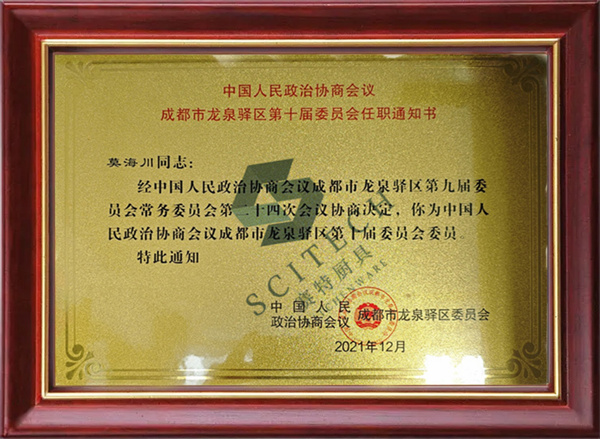 中国人民政治协商会议
成都市龙泉驿区第十届委员会任职通知书
莫海川同志：
经中国人民政治协商会议成都市龙泉驿区第九届委
员会常务委员会第二十四次会议协商决定，你为中国人
民政治协商会议成都市龙泉驿区第十届委员会委员。
特此通知
SCITECH
赛特厨具
中国人民
政治协商会议
成都市龙泉驿区委员会
2021年12月